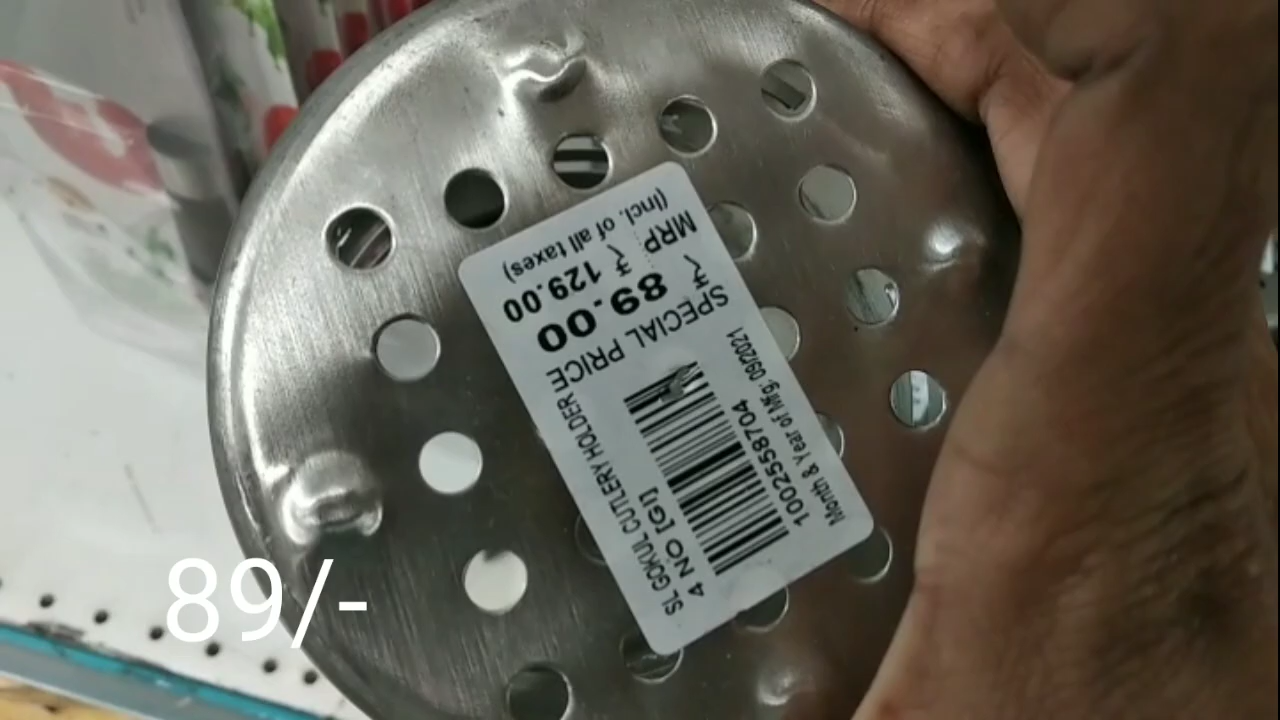 SL GOKUL CUTLERY HOLDER
4 NO [GI]
1002558704
Month & Year of Mfg: 09/2021
SPECIAL PRICE
₹ 89.00
MRP ₹ 129.00
(Incl. of all taxes)
89/-